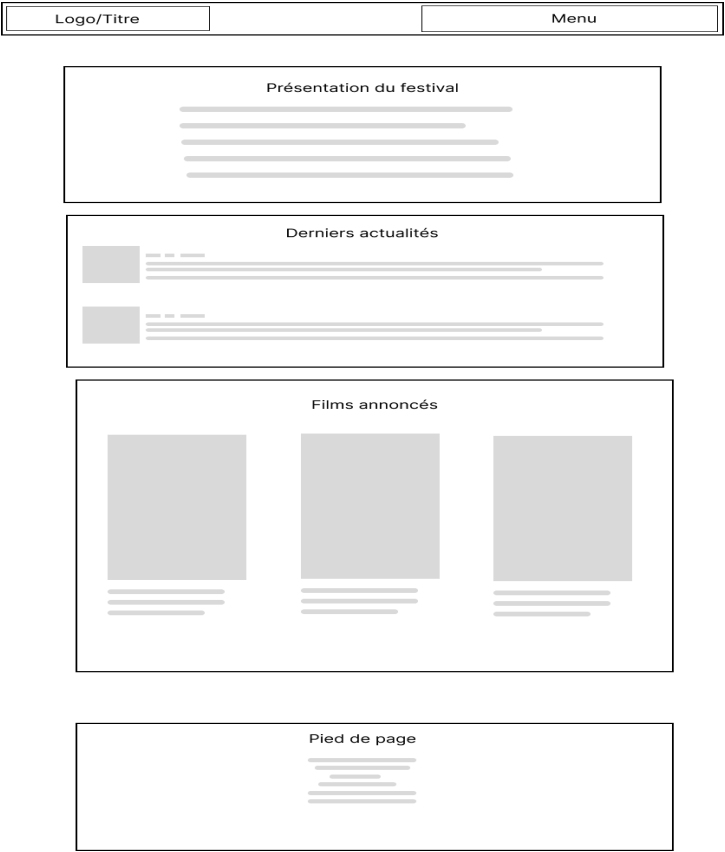 Logo/Titre
Menu
Présentation du festival
Derniers actualités
Films annoncés
Pied de page